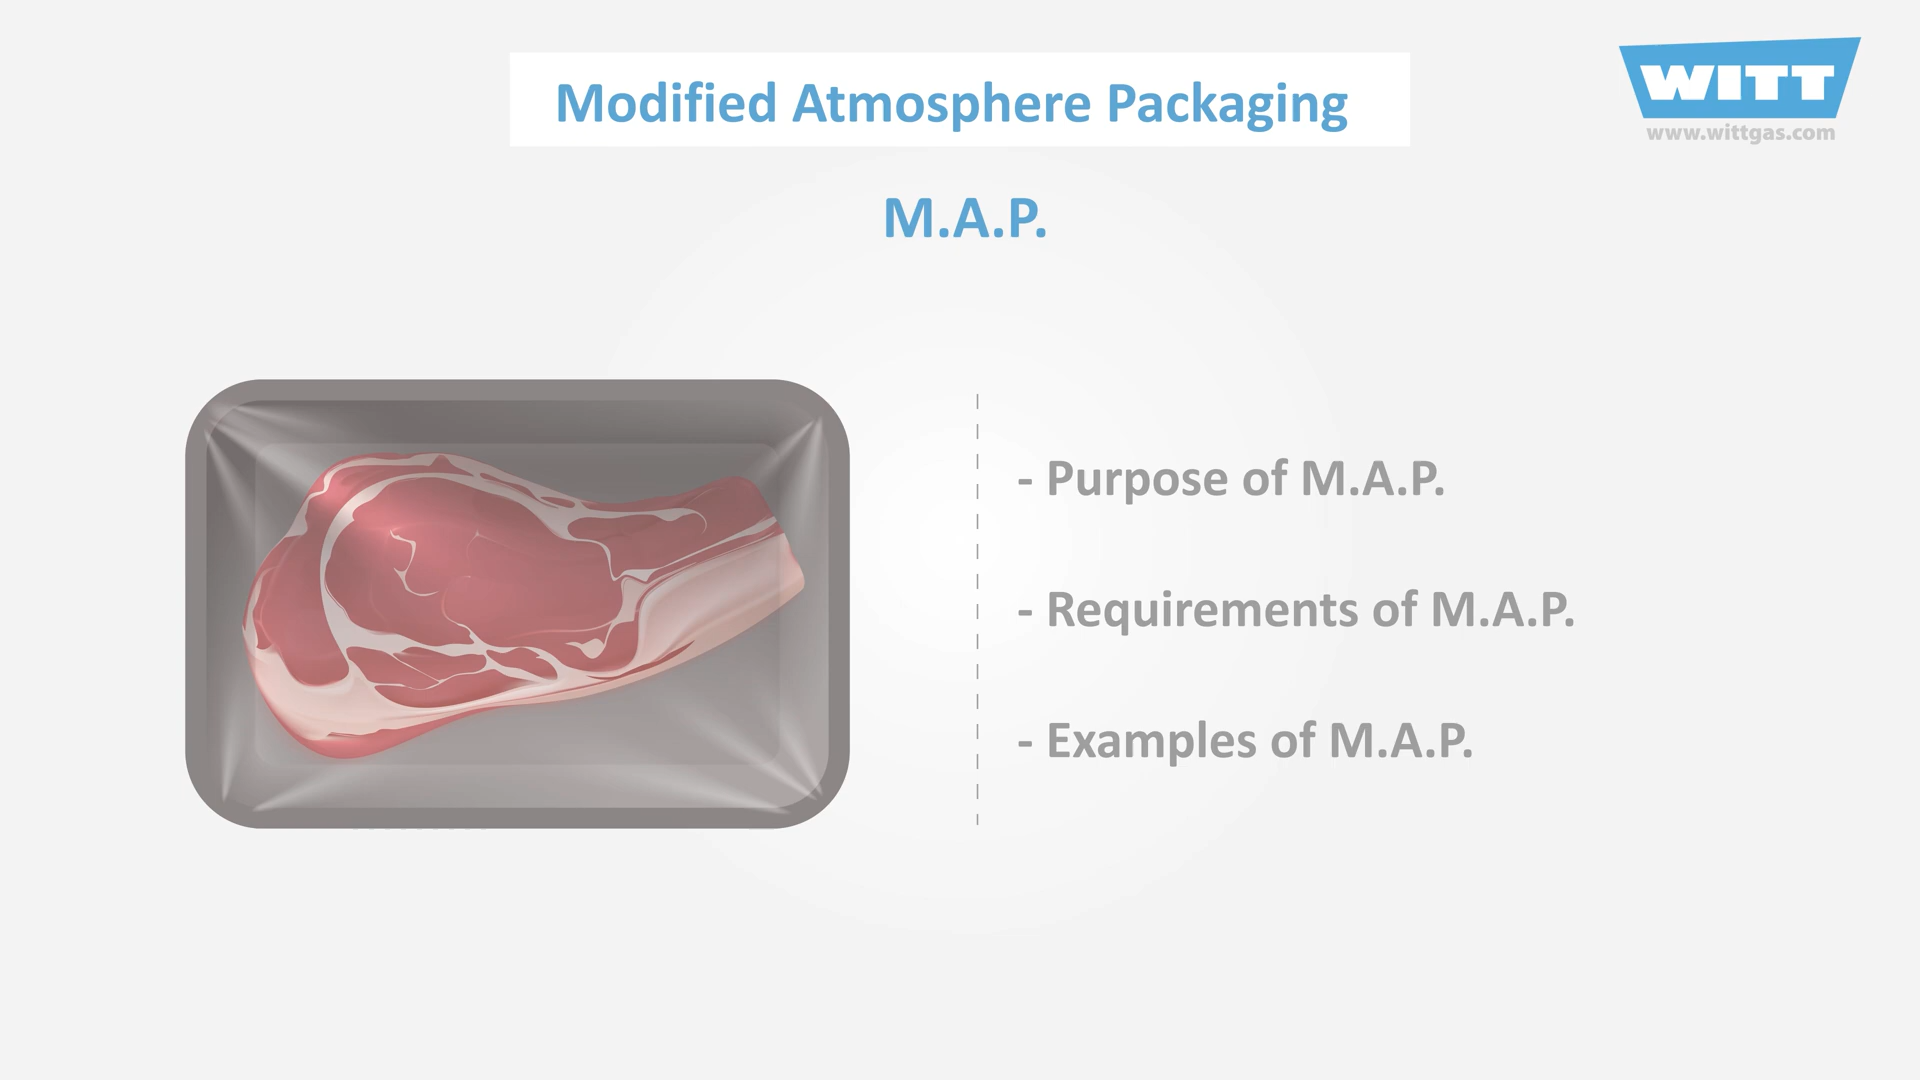 Modified Atmosphere Packaging
WITT
www.wittgas.com
M.A.P.
- Purpose of M.A.P.
- Requirements of M.A.P.
- Examples of M.A.P.